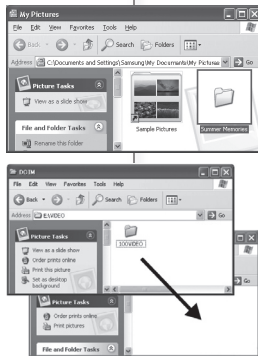 My Pictures
File Edit View Favorites Tools Help
Back Search Folders
Address C:\Documents and Settings\Samsung\My Documents\My Pictures Go
Picture Tasks
View as a slide show
File and Folder Tasks
Rename this folder
Sample Pictures
Summer Memories
DCIM
File Edit View Favorites Tools Help
Back Search Folders
Address E:\VIDEO Go
Picture Tasks
View as a slide show
Order prints online
Print this picture
Set as desktop
background
100VIDEO
Go
Picture Tasks
Order prints online
Print pictures
File and Folder Tasks